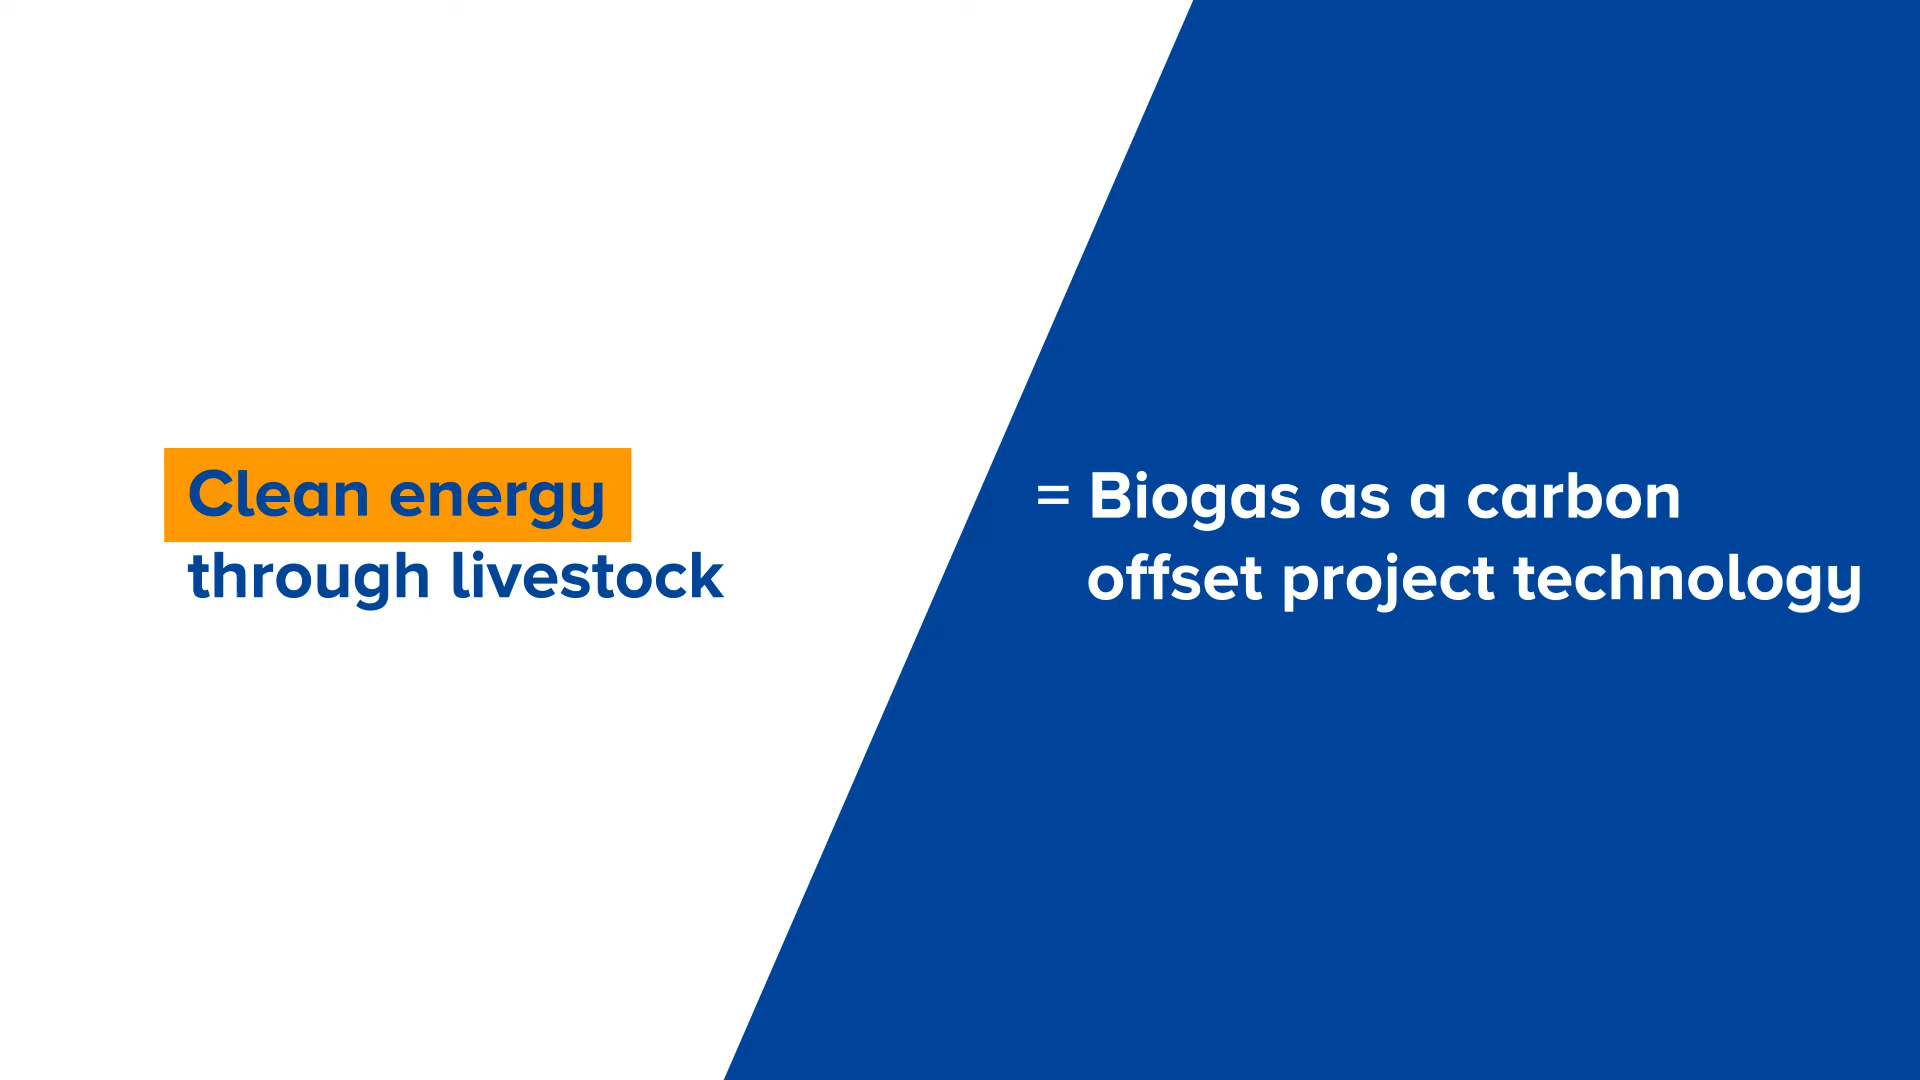 Clean energy
through livestock
= Biogas as a carbon
offset project technology